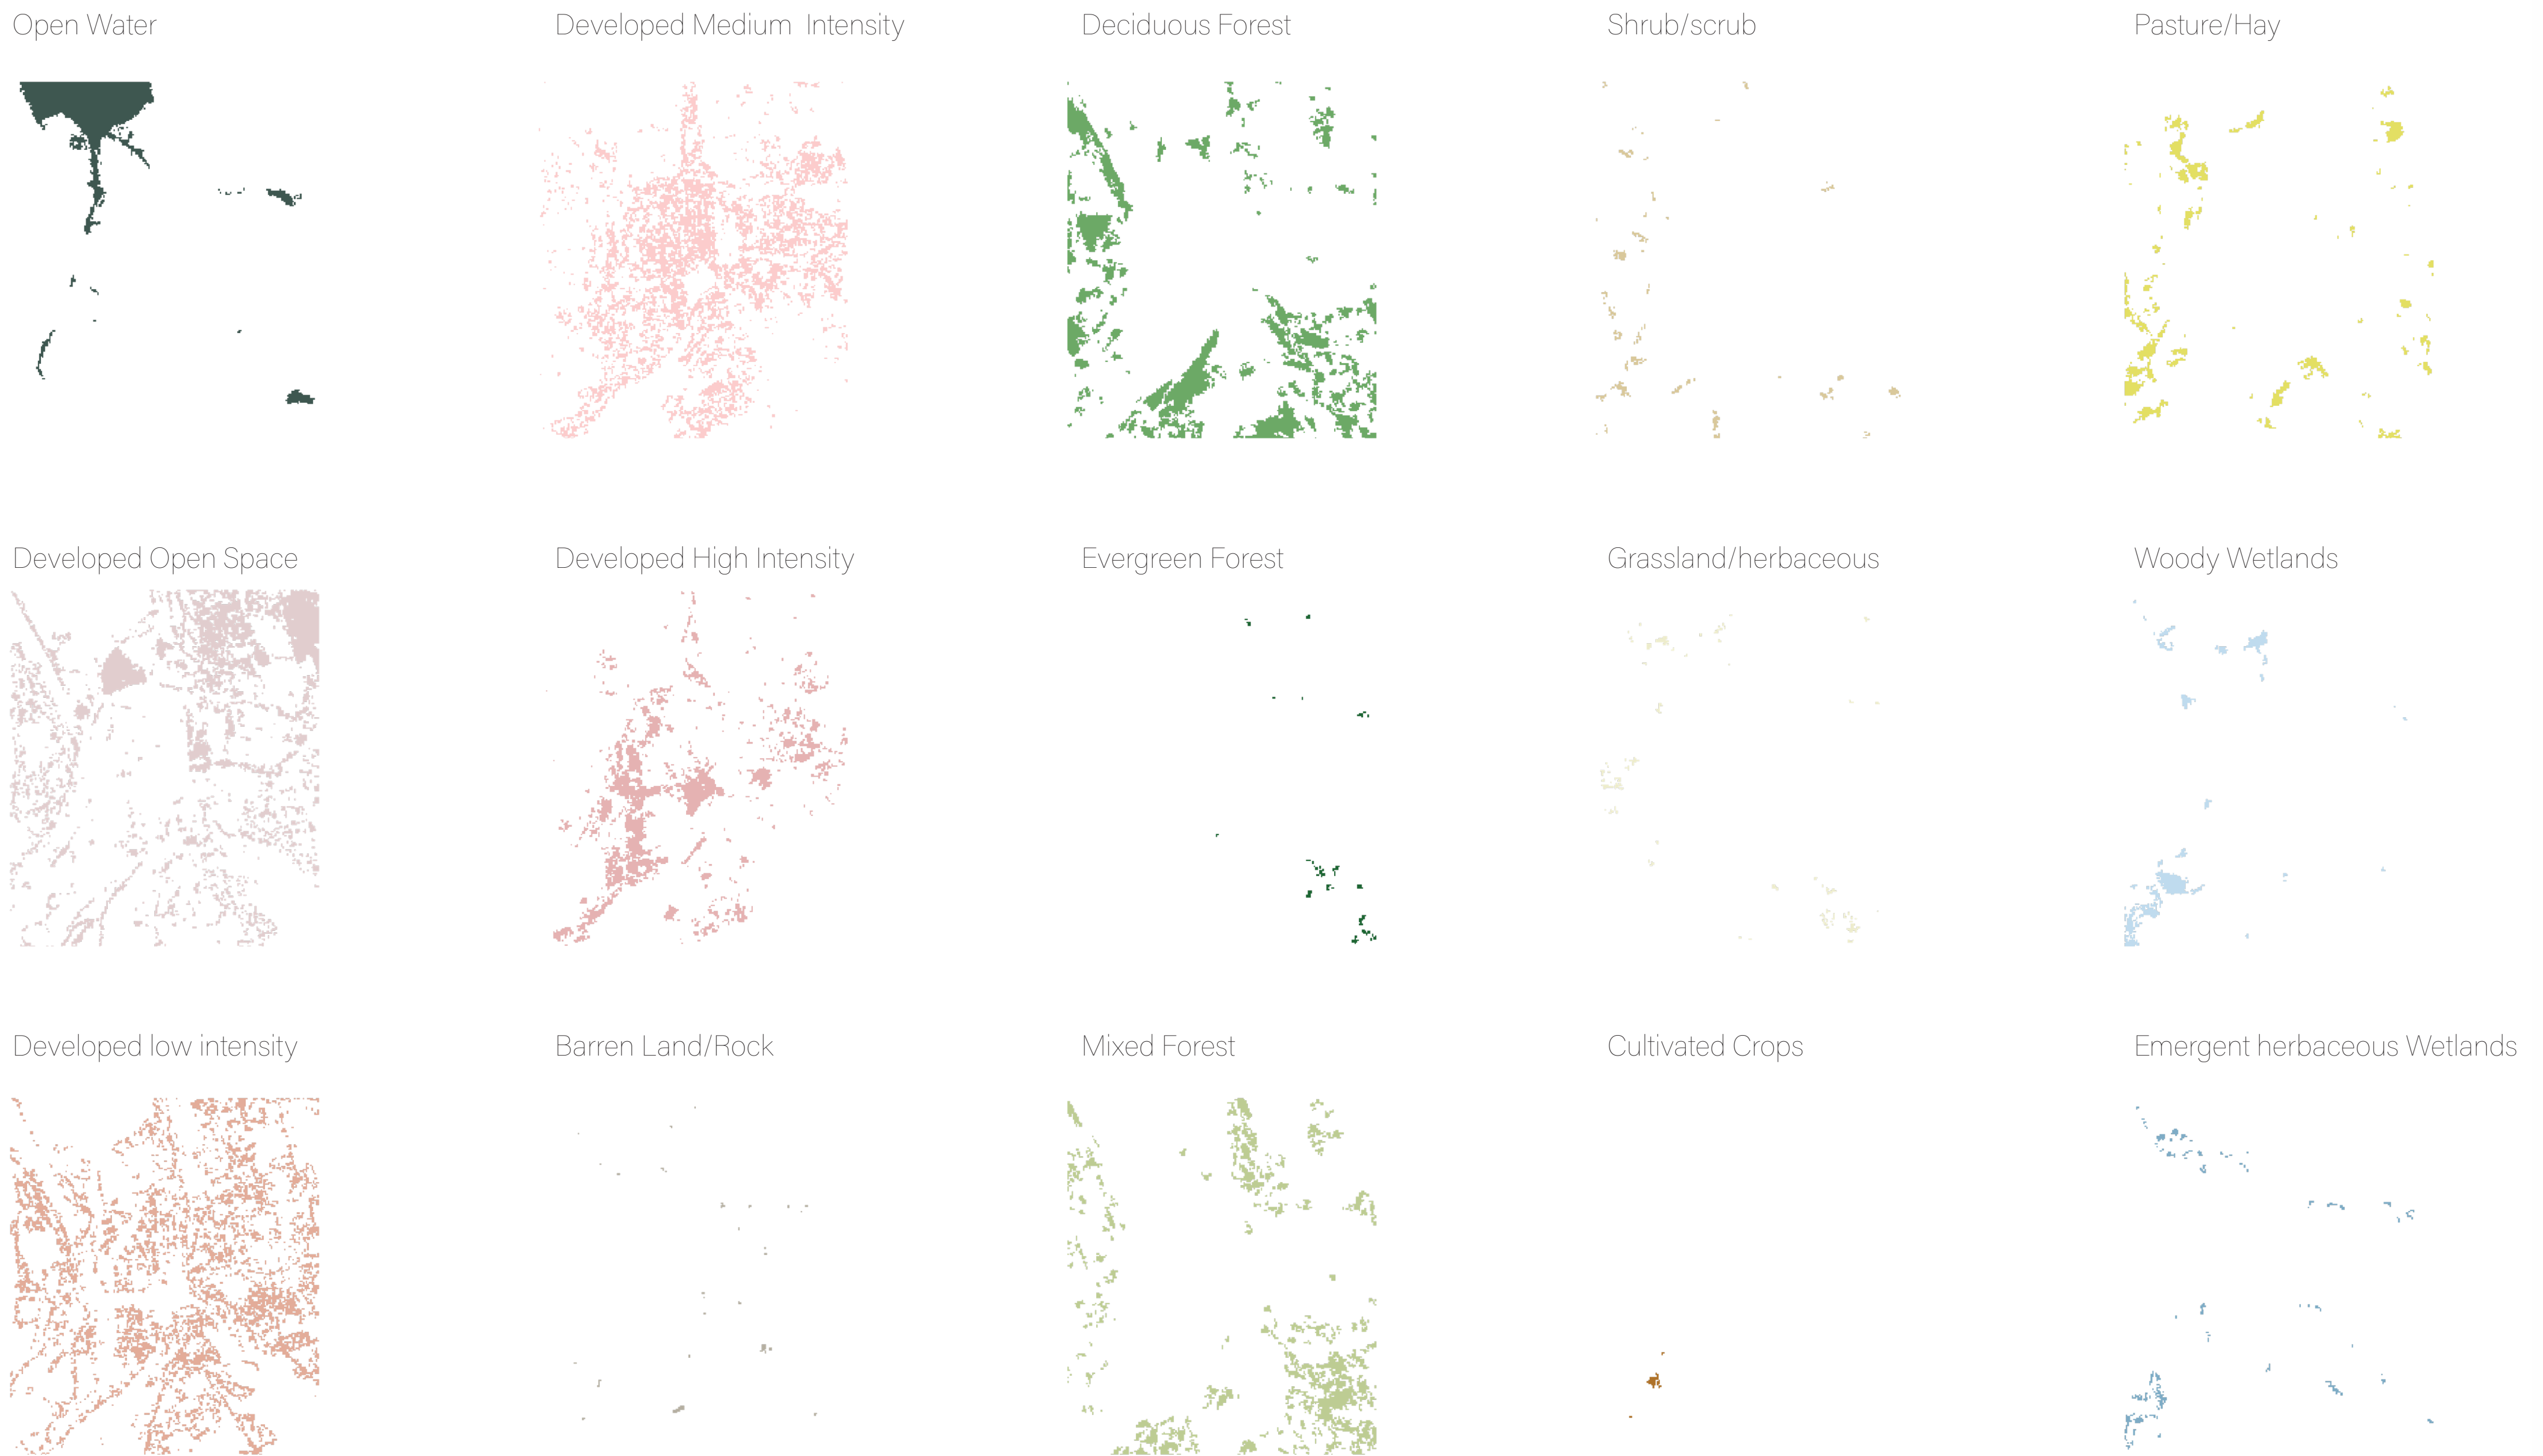 Open Water
Developed Medium  Intensity
Deciduous Forest
Shrub/scrub
Pasture/Hay
Developed Open Space
Developed High Intensity
Evergreen Forest
Grassland/herbaceous
Woody Wetlands
Developed low intensity
Barren Land/Rock
Mixed Forest
Cultivated Crops
Emergent herbaceous Wetlands